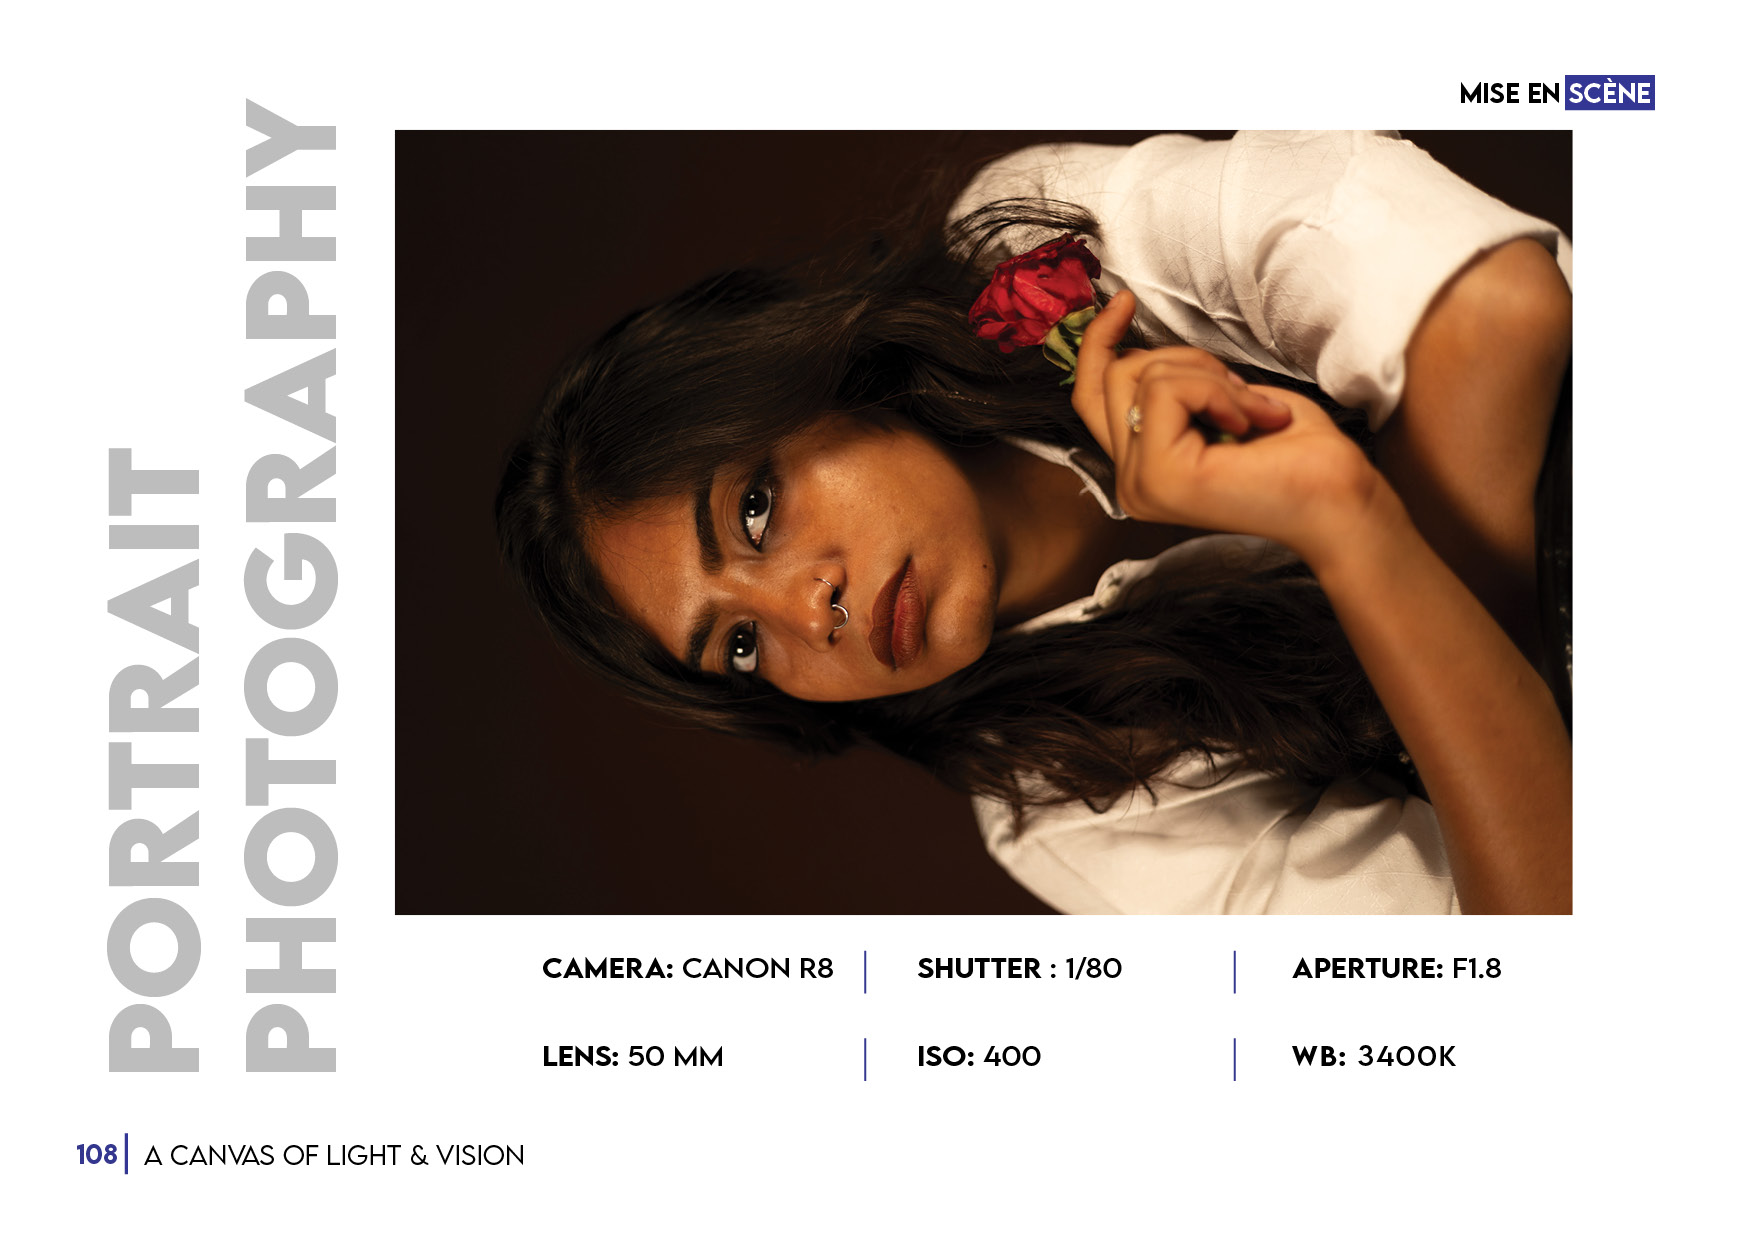 MISE EN SCÈNE
PORTRAIT
PHOTOGRAPHY
CAMERA: CANON R8
SHUTTER : 1/80
APERTURE: F1.8
LENS: 50 MM
ISO: 400
WB: 3400K
108
A CANVAS OF LIGHT & VISION